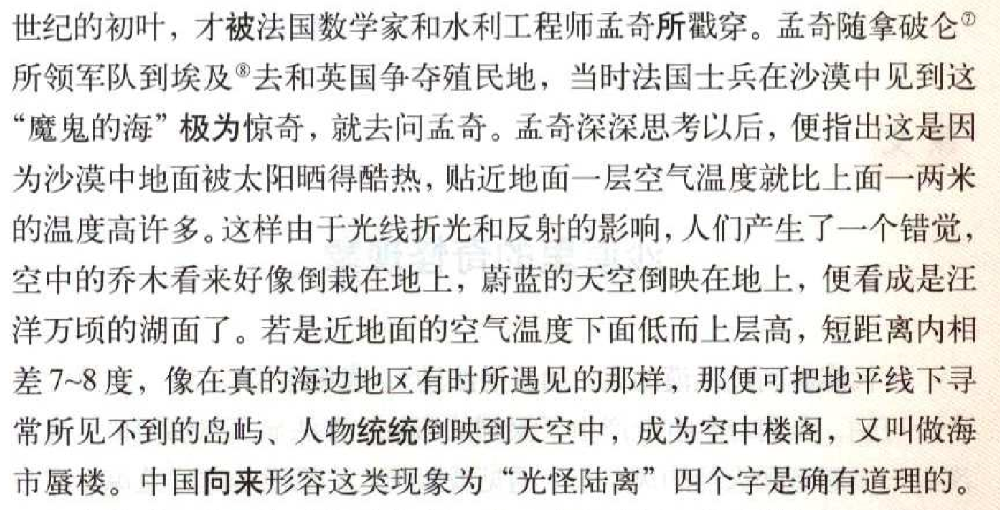 世纪的初叶，才被法国数学家和水利工程师孟奇所戳穿。孟奇随拿破仑⑦
所领军队到埃及⑧去和英国争夺殖民地，当时法国士兵在沙漠中见到这
“魔鬼的海”极为惊奇，就去问孟奇。孟奇深深思考以后，便指出这是因
为沙漠中地面被太阳晒得酷热，贴近地面一层空气温度就比上面一两米
的温度高许多。这样由于光线折光和反射的影响，人们产生了一个错觉，
空中的乔木看来好像倒栽在地上，蔚蓝的天空倒映在地上，便看成是汪
洋万顷的湖面了。若是近地面的空气温度下面低而上层高，短距离内相
差7~8度，像在真的海边地区有时所遇见的那样，那便可把地平线下寻
常所见不到的岛屿、人物统统倒映到天空中，成为空中楼阁，又叫做海
市蜃楼。中国向来形容这类现象为“光怪陆离”四个字是确有道理的。